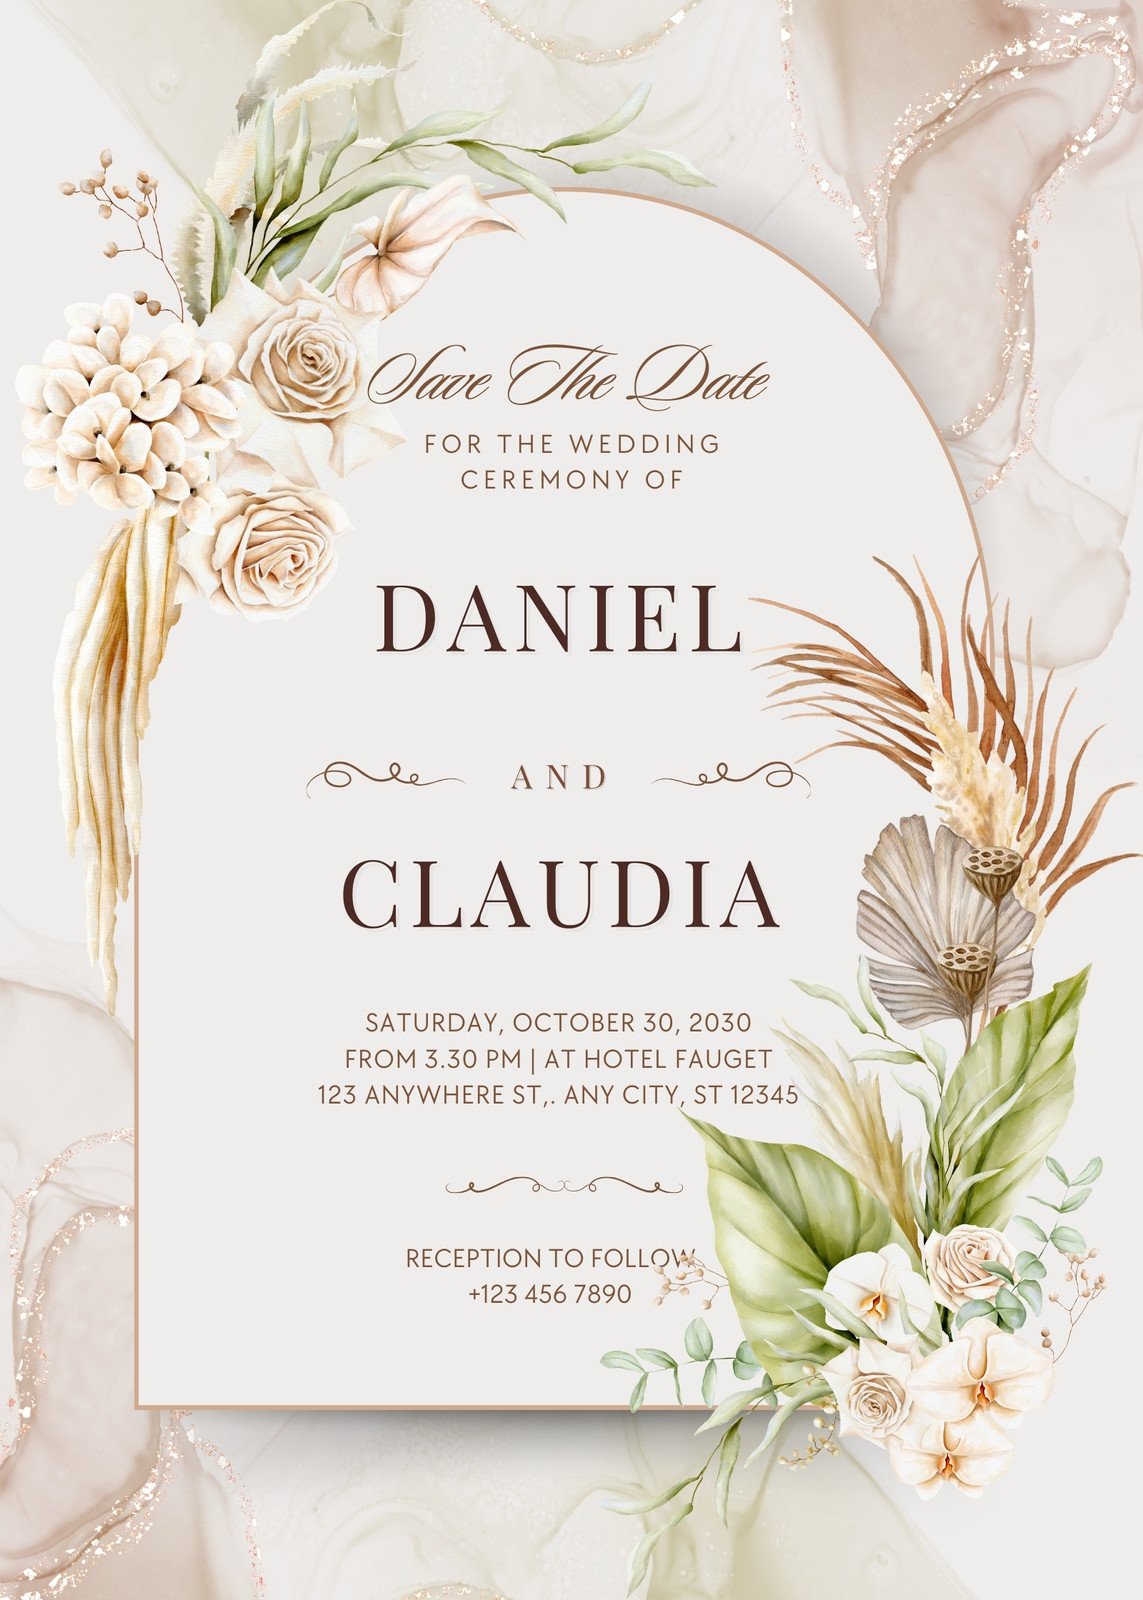 Save The Date
FOR THE WEDDING
CEREMONY OF
DANIEL
AND
CLAUDIA
SATURDAY, OCTOBER 30, 2030
FROM 3.30 PM | AT HOTEL FAUGET
123 ANYWHERE ST,. ANY CITY, ST 12345
RECEPTION TO FOLLOW
+123 456 7890